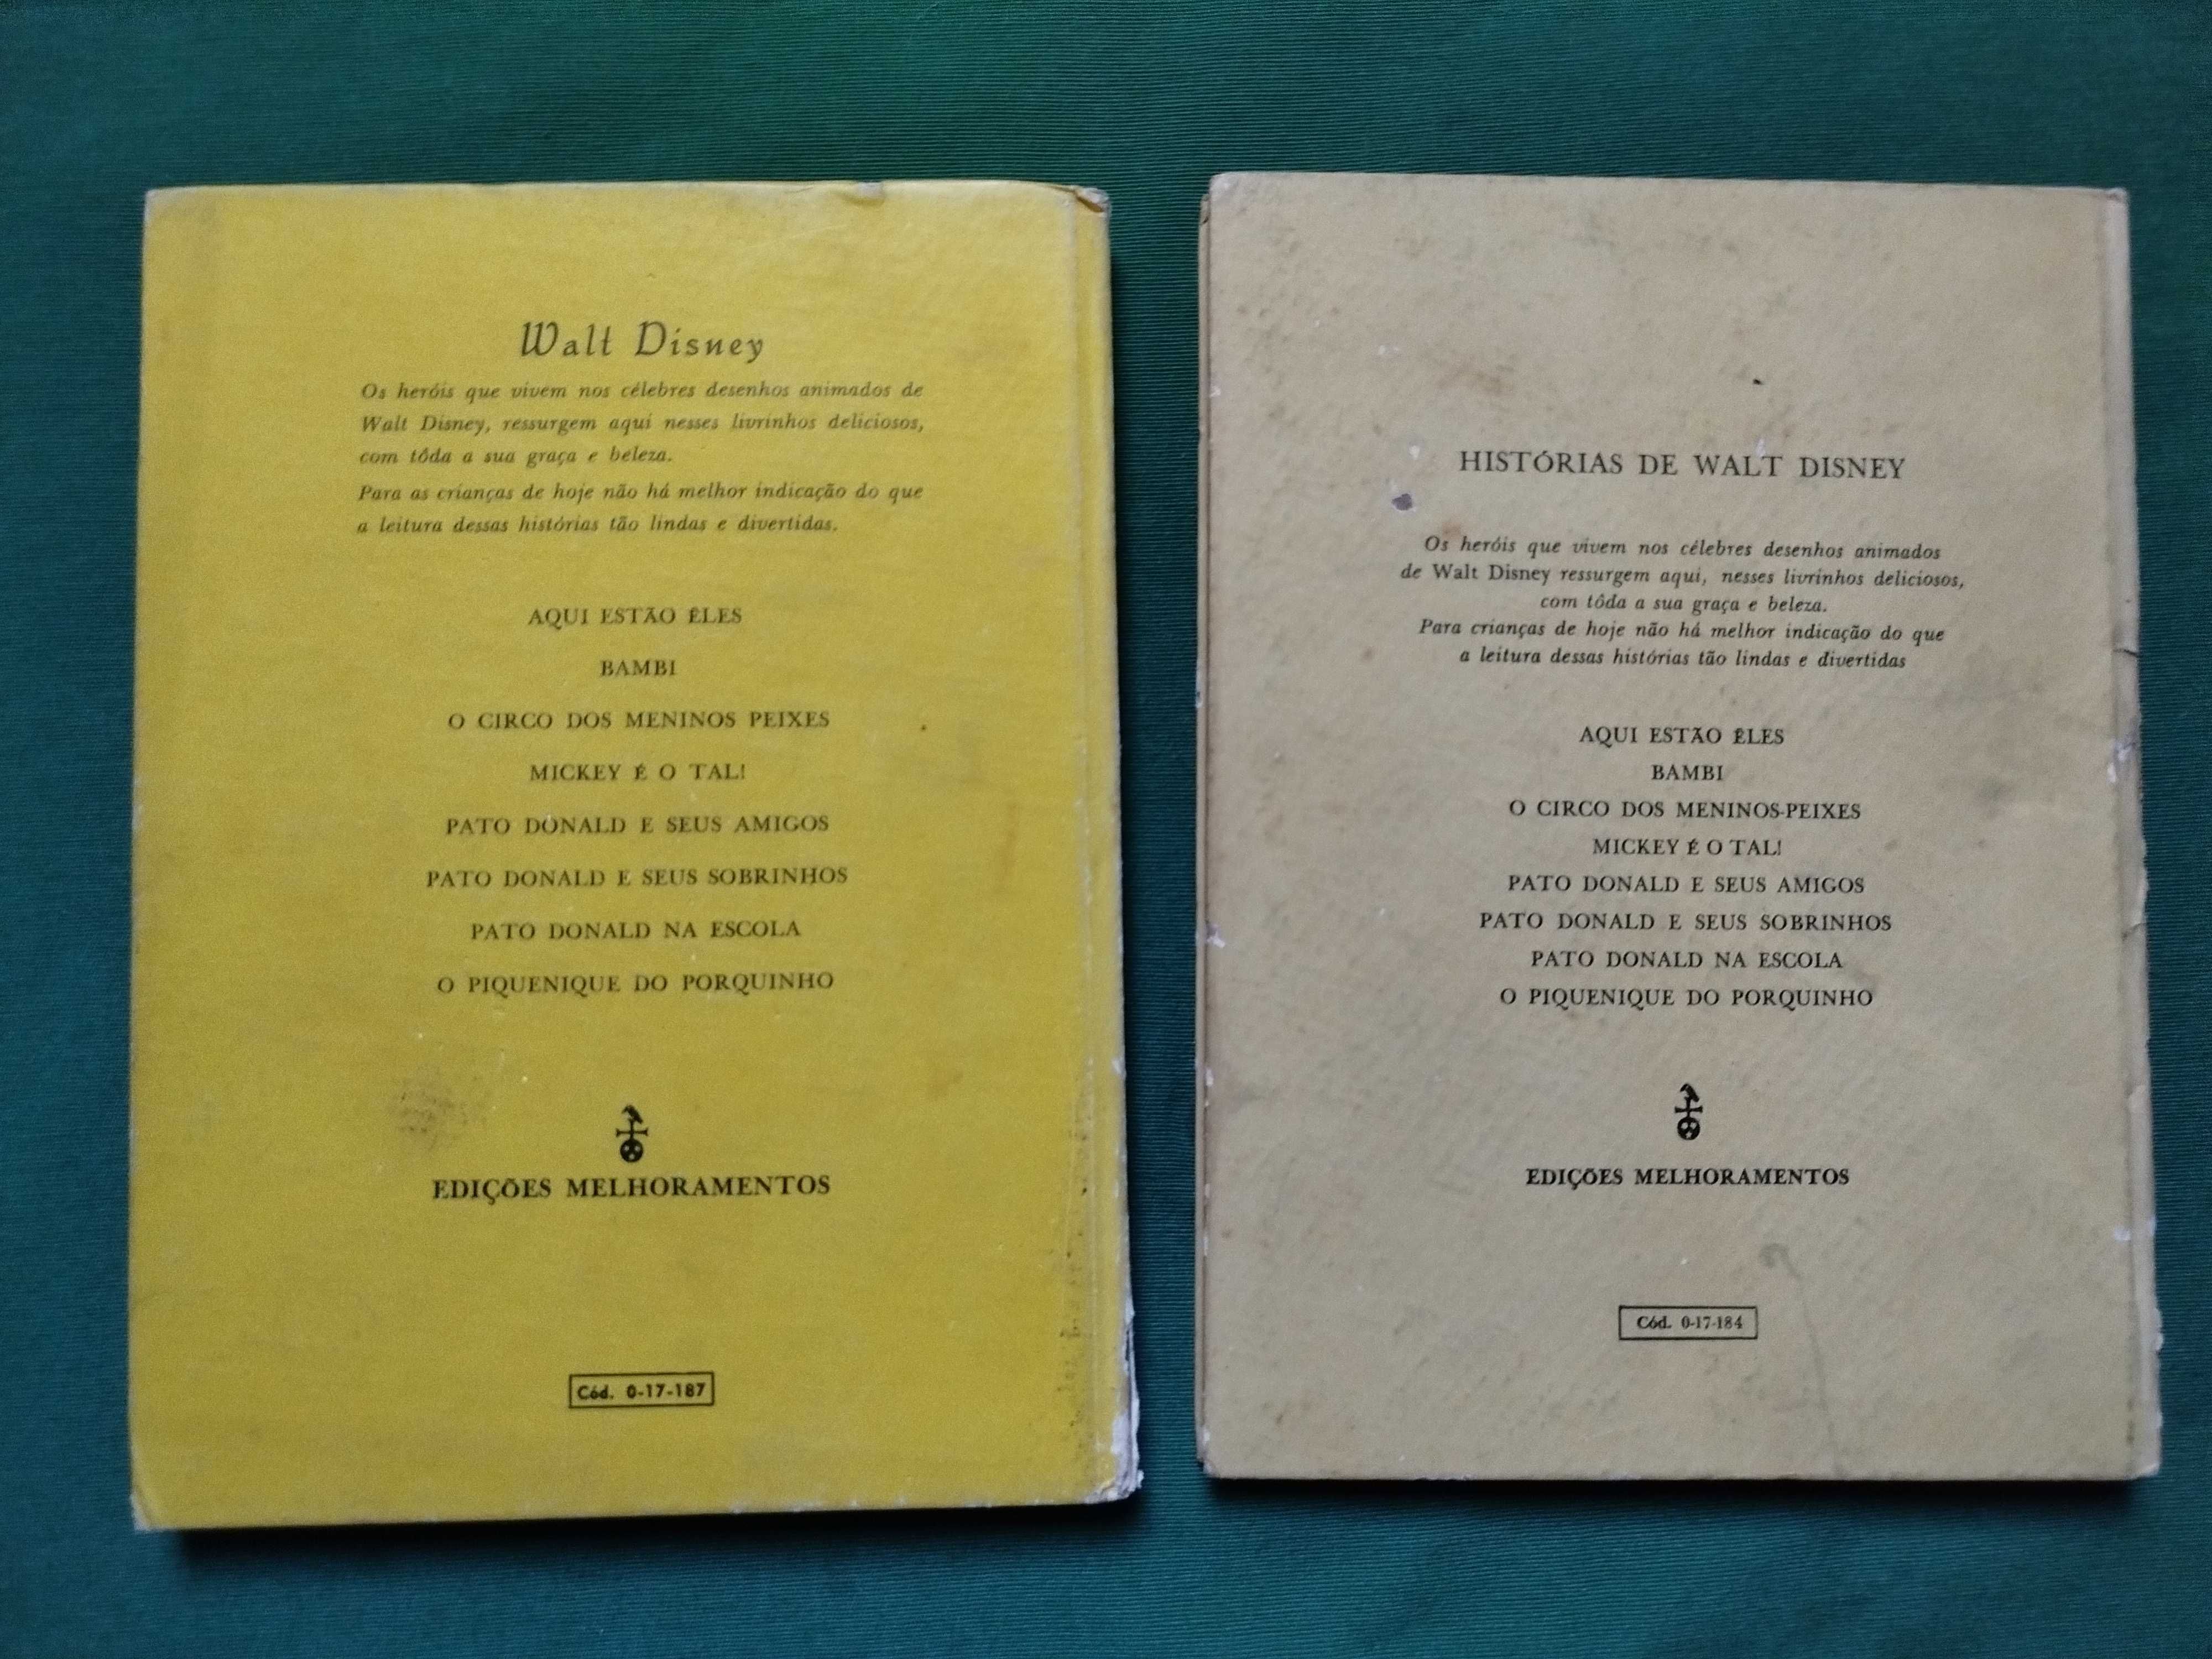 Walt Disney
Os heróis que vivem nos célebres desenhos animados de
Walt Disney, ressurgem aqui nesses livrinhos deliciosos,
com tôda a sua graça e beleza.
Para as crianças de hoje não há melhor indicação do que
a leitura dessas histórias tão lindas e divertidas.
AQUI ESTÃO ÊLES
BAMBI
O CIRCO DOS MENINOS PEIXES
MICKEY É O TAL!
PATO DONALD E SEUS AMIGOS
PATO DONALD E SEUS SOBRINHOS
PATO DONALD NA ESCOLA
O PIQUENIQUE DO PORQUINHO
EDIÇÕES MELHORAMENTOS
Cód. 0-17-187
HISTÓRIAS DE WALT DISNEY
Os heróis que vivem nos célebres desenhos animados
de Walt Disney ressurgem aqui, nesses livrinhos deliciosos,
com tôda a sua graça e beleza.
Para crianças de hoje não há melhor indicação do que
a leitura dessas histórias tão lindas e divertidas
AQUI ESTÃO ÊLES
BAMBI
O CIRCO DOS MENINOS-PEIXES
MICKEY É O TAL!
PATO DONALD E SEUS AMIGOS
PATO DONALD E SEUS SOBRINHOS
PATO DONALD NA ESCOLA
O PIQUENIQUE DO PORQUINHO
EDIÇÕES MELHORAMENTOS
Cód. 0-17-184